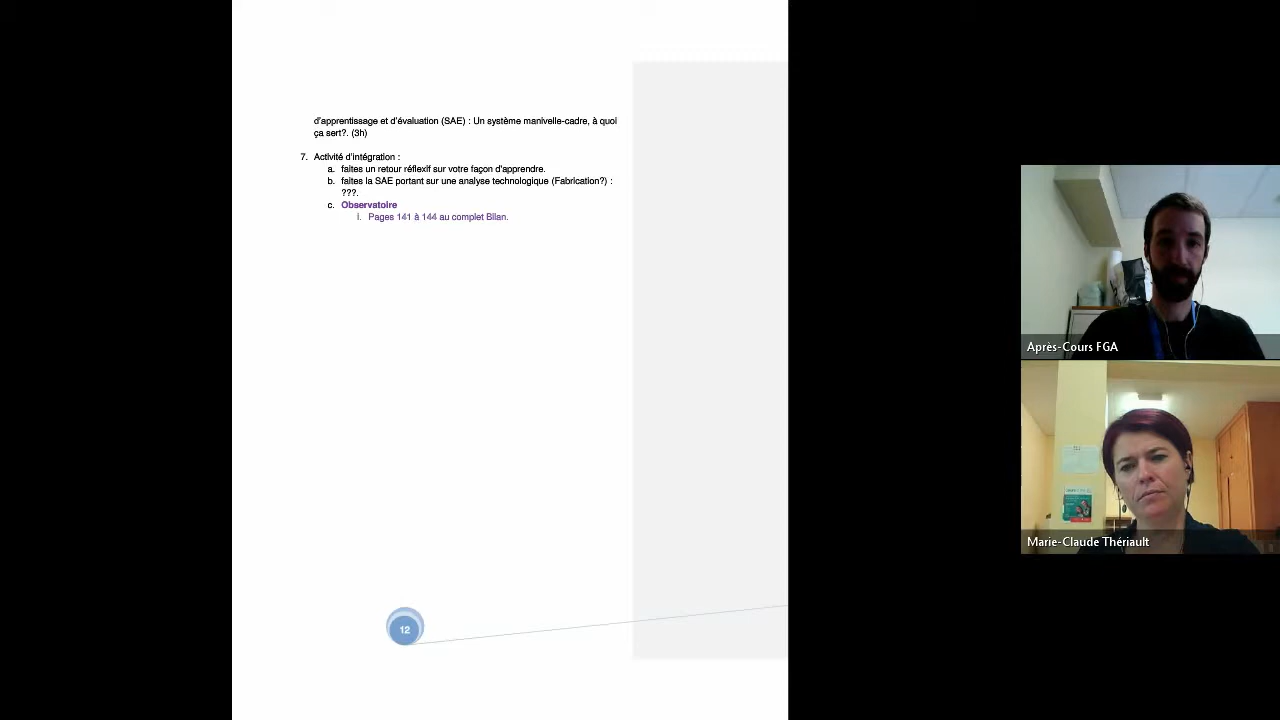 d'apprentissage et d'évaluation (SAE) : Un système manivelle-cadre, à quoi
ça sert?. (3h)
7. Activité d'intégration :
a. faites un retour réflexif sur votre façon d'apprendre.
b. faites la SAE portant sur une analyse technologique (Fabrication?) :
???.
c. Observatoire
i. Pages 141 à 144 au complet Bilan.
12
Après-Cours FGA
Marie-Claude Thériault